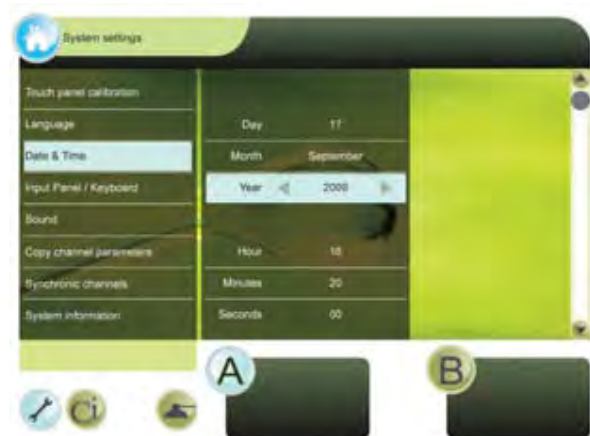 System settings
Touch panel calibration
Language
Date & Time
Input Panel / Keyboard
Sound
Copy channel parameters
Synchronic channels
System information
Day 17
Month September
Year 2009
Hour 16
Minutes 20
Seconds 00
Ci
A
B